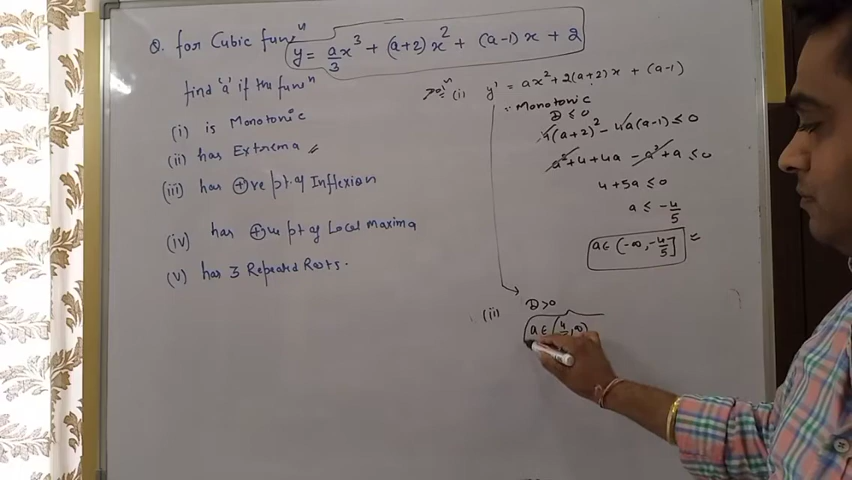 Q. for Cubic funcⁿ y = a/3 x³ + (a+2) x² + (a-1) x + 2
find 'a' if the funcⁿ
(i) is Monotonic
(ii) has Extrema
(iii) has ⊕ve pt. of Inflexion
(iv) has ⊕ve pt of Local Maxima
(v) has 3 Repeated Roots.
Solⁿ (i) y' = ax² + 2(a+2) x + (a-1)
∵ Monotonic
D ≤ 0
4(a+2)² - 4a(a-1) ≤ 0
a² + 4 + 4a - a² + a ≤ 0
4 + 5a ≤ 0
a ≤ -4/5
a ∈ (-∞, -4/5]
(ii) D > 0
a ∈ (4 , ∞)